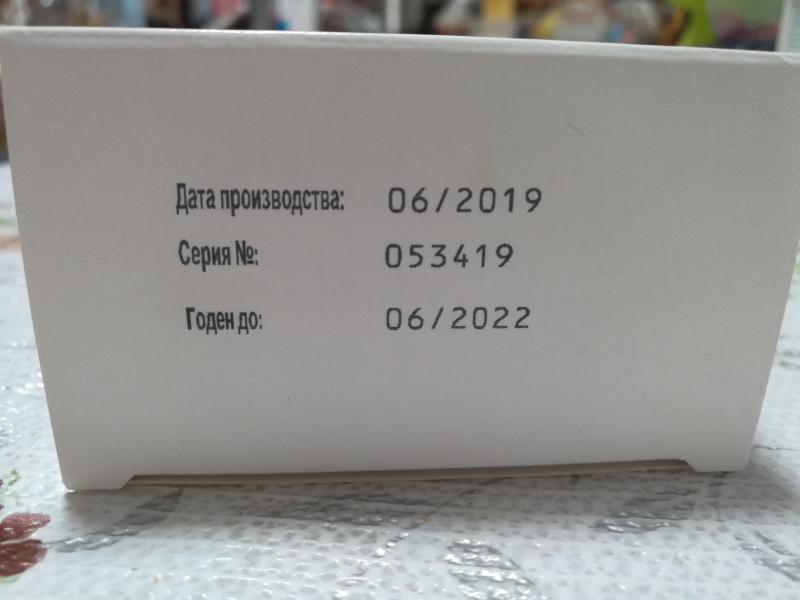 Дата производства: 06/2019
Серия №: 053419
Годен до: 06/2022